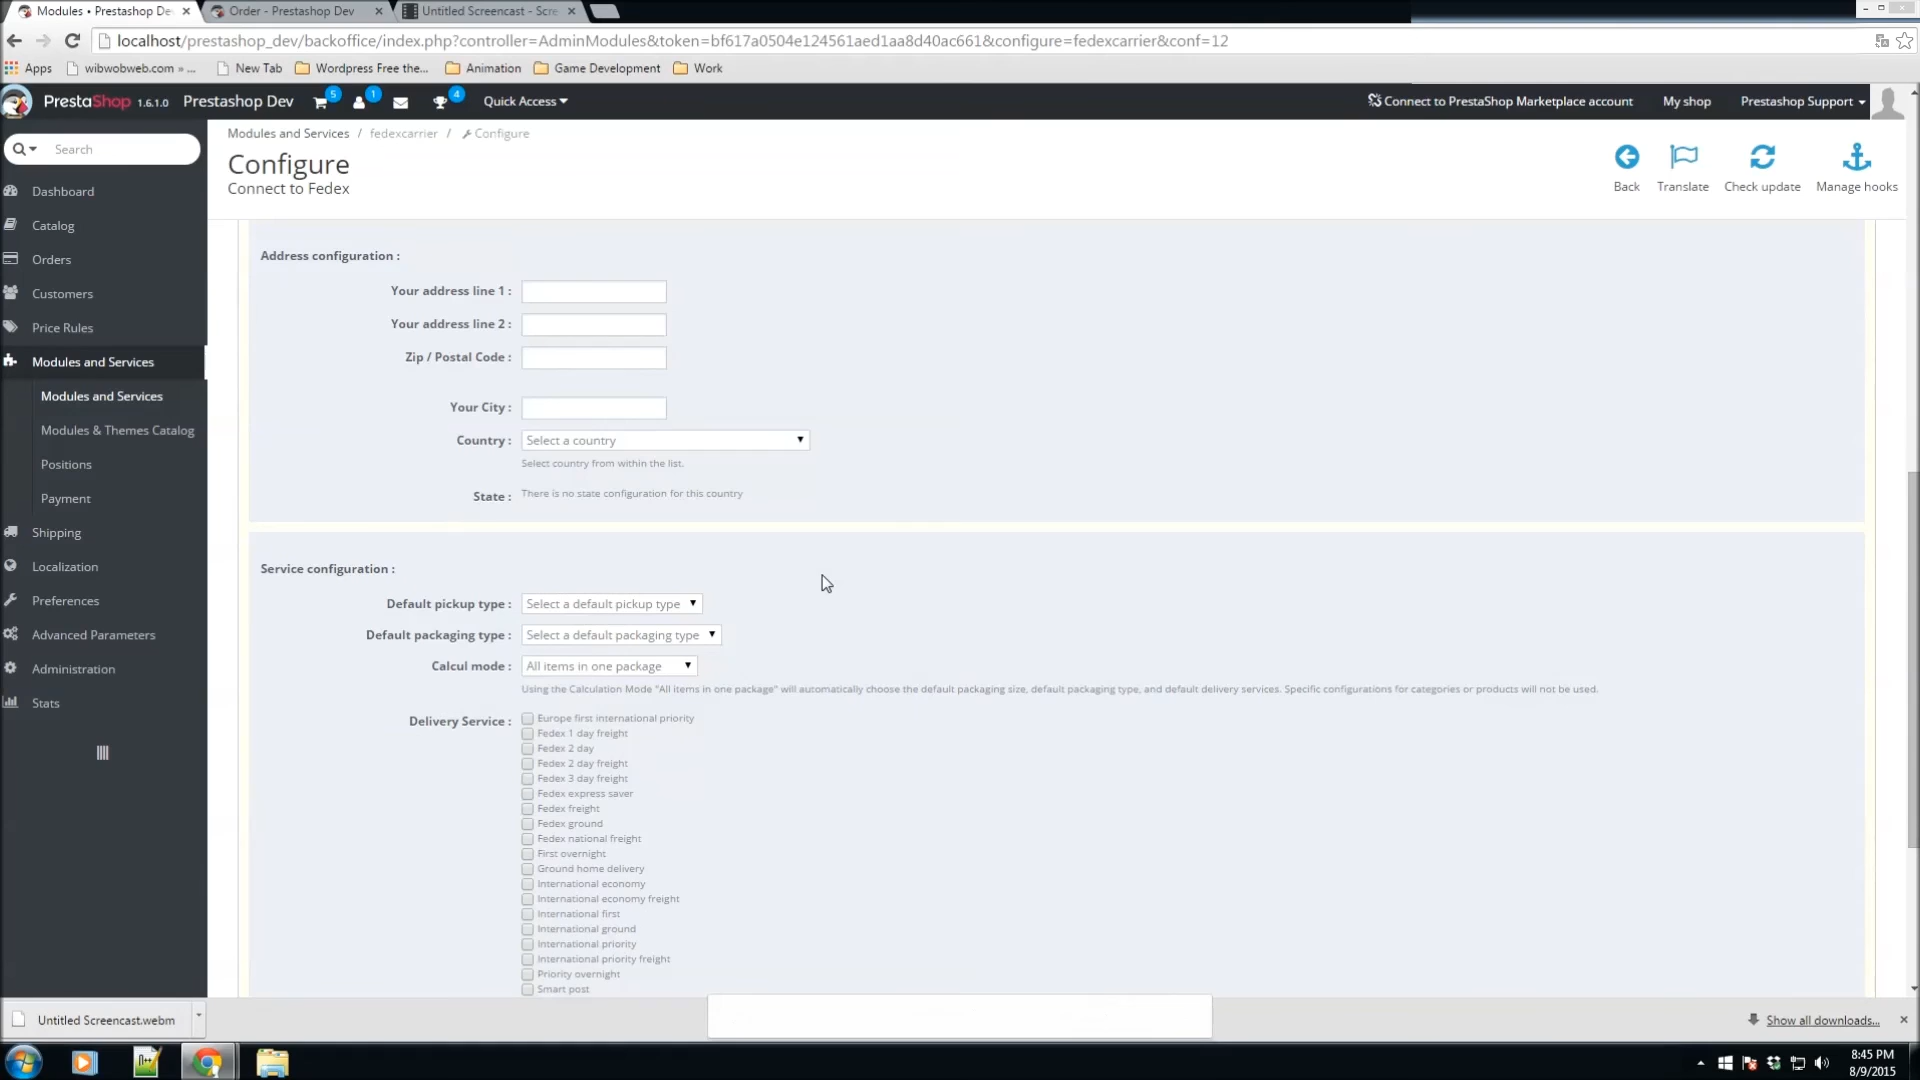 Modules • Prestashop De
Order - Prestashop Dev
Untitled Screencast - Scre
localhost/prestashop_dev/backoffice/index.php?controller=AdminModules&token=bf617a0504e124561aed1aa8d40ac661&configure=fedexcarrier&conf=12
Apps
wibwobweb.com » ...
New Tab
Wordpress Free the...
Animation
Game Development
Work
PrestaShop 1.6.1.0
Prestashop Dev
5
1
4
Quick Access
Connect to PrestaShop Marketplace account
My shop
Prestashop Support
Search
Dashboard
Catalog
Orders
Customers
Price Rules
Modules and Services
Modules and Services
Modules & Themes Catalog
Positions
Payment
Shipping
Localization
Preferences
Advanced Parameters
Administration
Stats
Modules and Services / fedexcarrier / Configure
Configure
Connect to Fedex
Back
Translate
Check update
Manage hooks
Address configuration :
Your address line 1 :
Your address line 2 :
Zip / Postal Code :
Your City :
Country : Select a country
Select country from within the list.
State : There is no state configuration for this country
Service configuration :
Default pickup type : Select a default pickup type
Default packaging type : Select a default packaging type
Calcul mode : All items in one package
Using the Calculation Mode "All items in one package" will automatically choose the default packaging size, default packaging type, and default delivery services. Specific configurations for categories or products will not be used.
Delivery Service : Europe first international priority
Fedex 1 day freight
Fedex 2 day
Fedex 2 day freight
Fedex 3 day freight
Fedex express saver
Fedex freight
Fedex ground
Fedex national freight
First overnight
Ground home delivery
International economy
International economy freight
International first
International ground
International priority
International priority freight
Priority overnight
Smart post
Untitled Screencast.webm
Show all downloads...
8:45 PM
8/9/2015